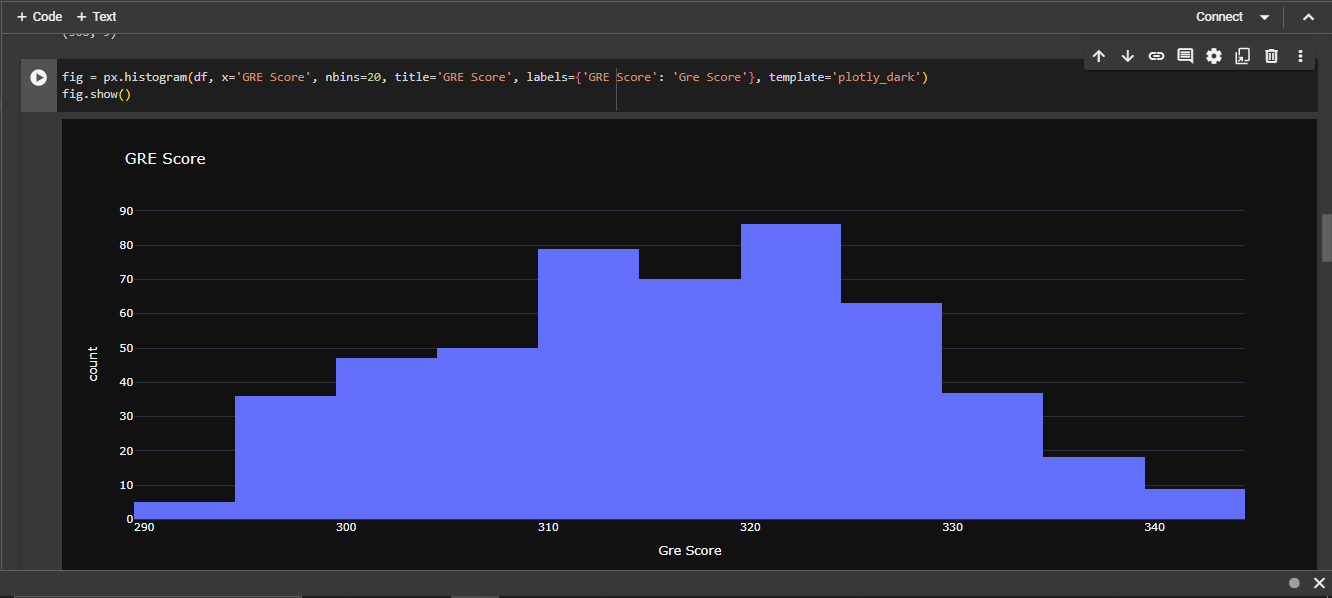 + Code + Text
Connect
fig = px.histogram(df, x='GRE Score', nbins=20, title='GRE Score', labels={'GRE Score': 'Gre Score'}, template='plotly_dark')
fig.show()
GRE Score
90
80
70
60
50
40
30
20
10
0
count
290 300 310 320 330 340
Gre Score